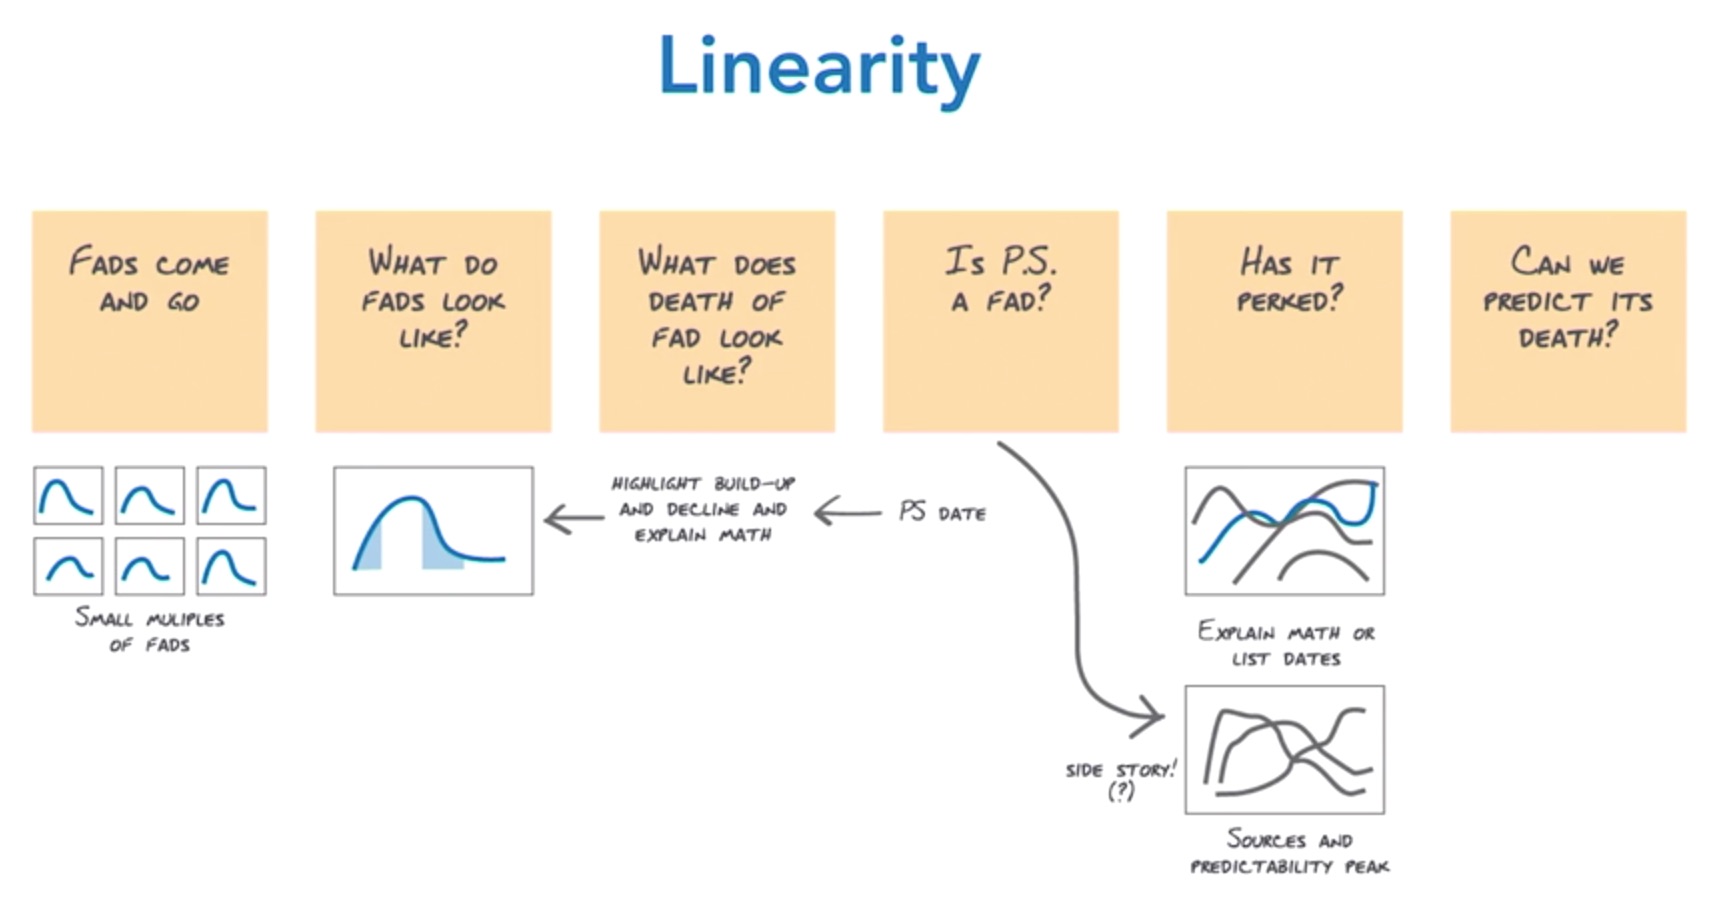 Linearity
FADS COME
AND GO
WHAT DO
FADS LOOK
LIKE?
WHAT DOES
DEATH OF
FAD LOOK
LIKE?
IS P.S.
A FAD?
HAS IT
PERKED?
CAN WE
PREDICT ITS
DEATH?
SMALL MULIPLES
OF FADS
HIGHLIGHT BUILD-UP
AND DECLINE AND
EXPLAIN MATH
PS DATE
EXPLAIN MATH OR
LIST DATES
SIDE STORY!
(?)
SOURCES AND
PREDICTABILITY PEAK